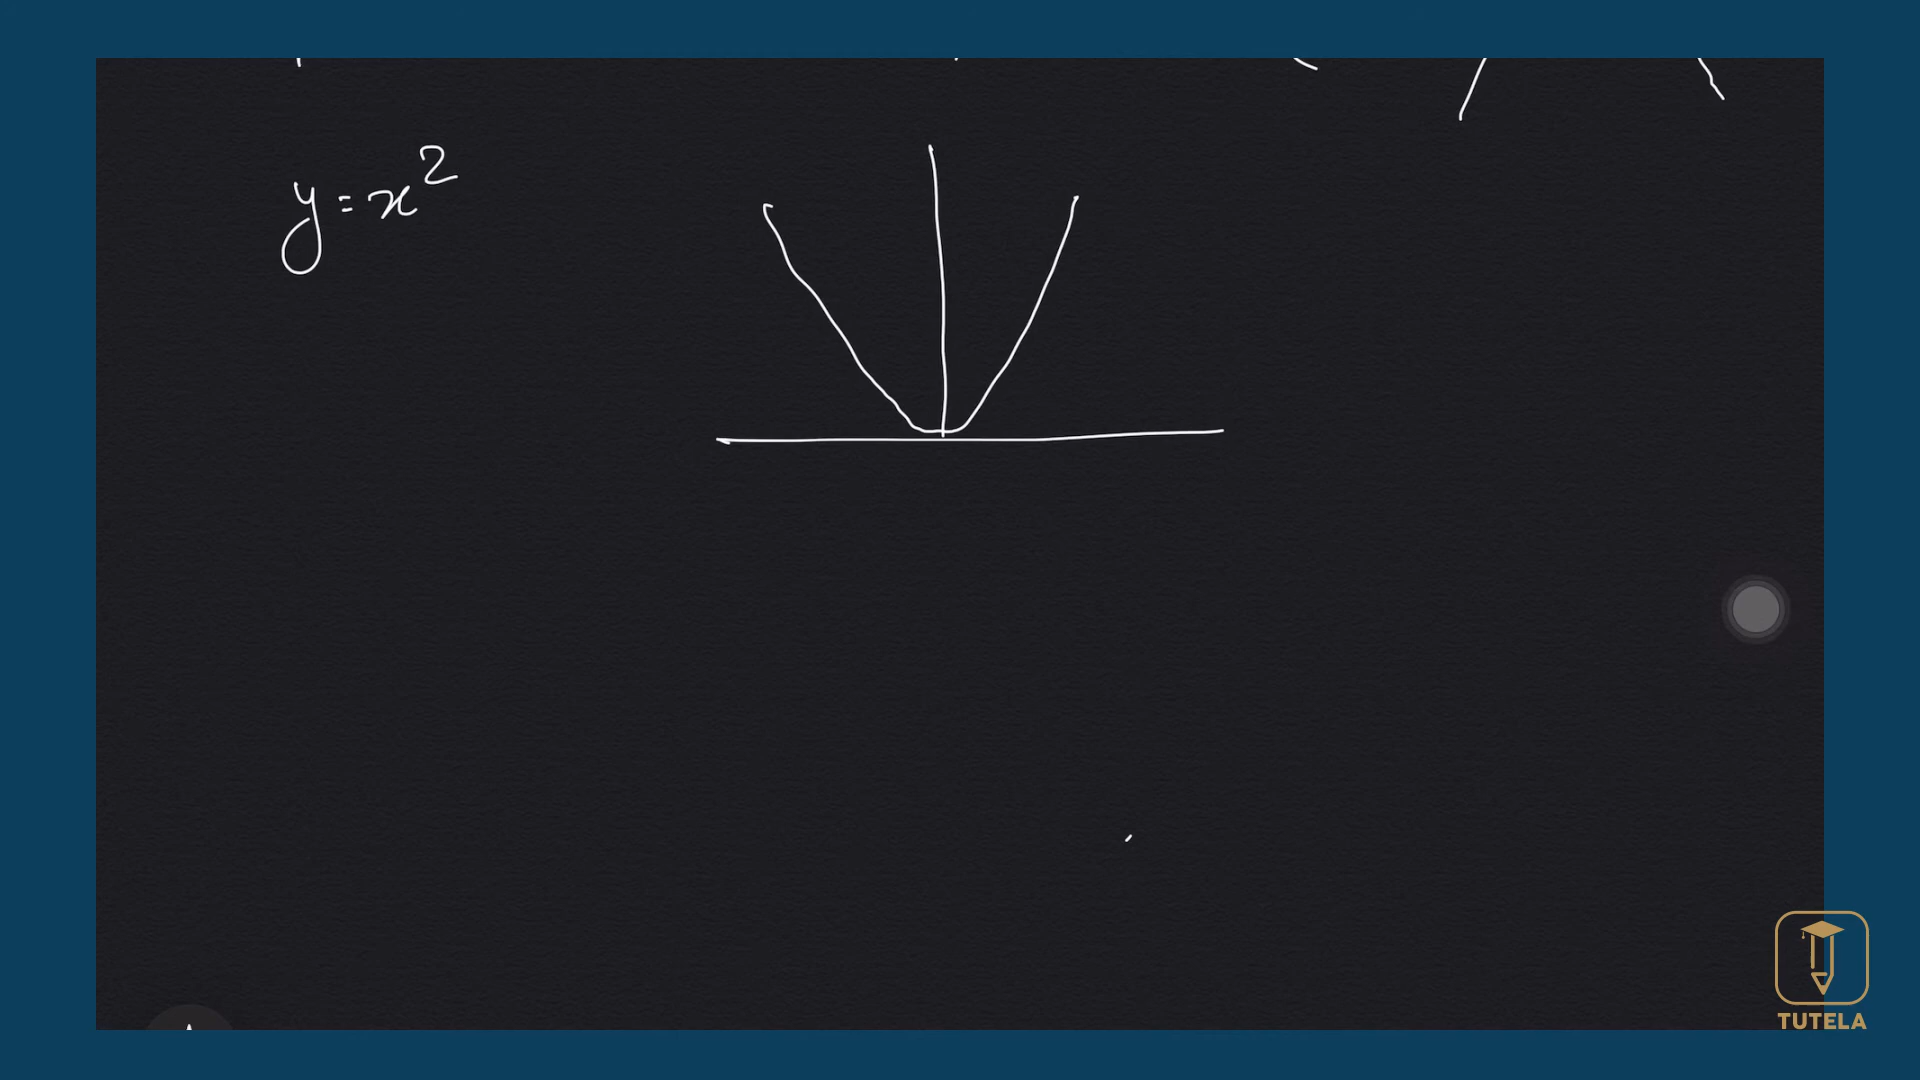 y = x²
TUTELA